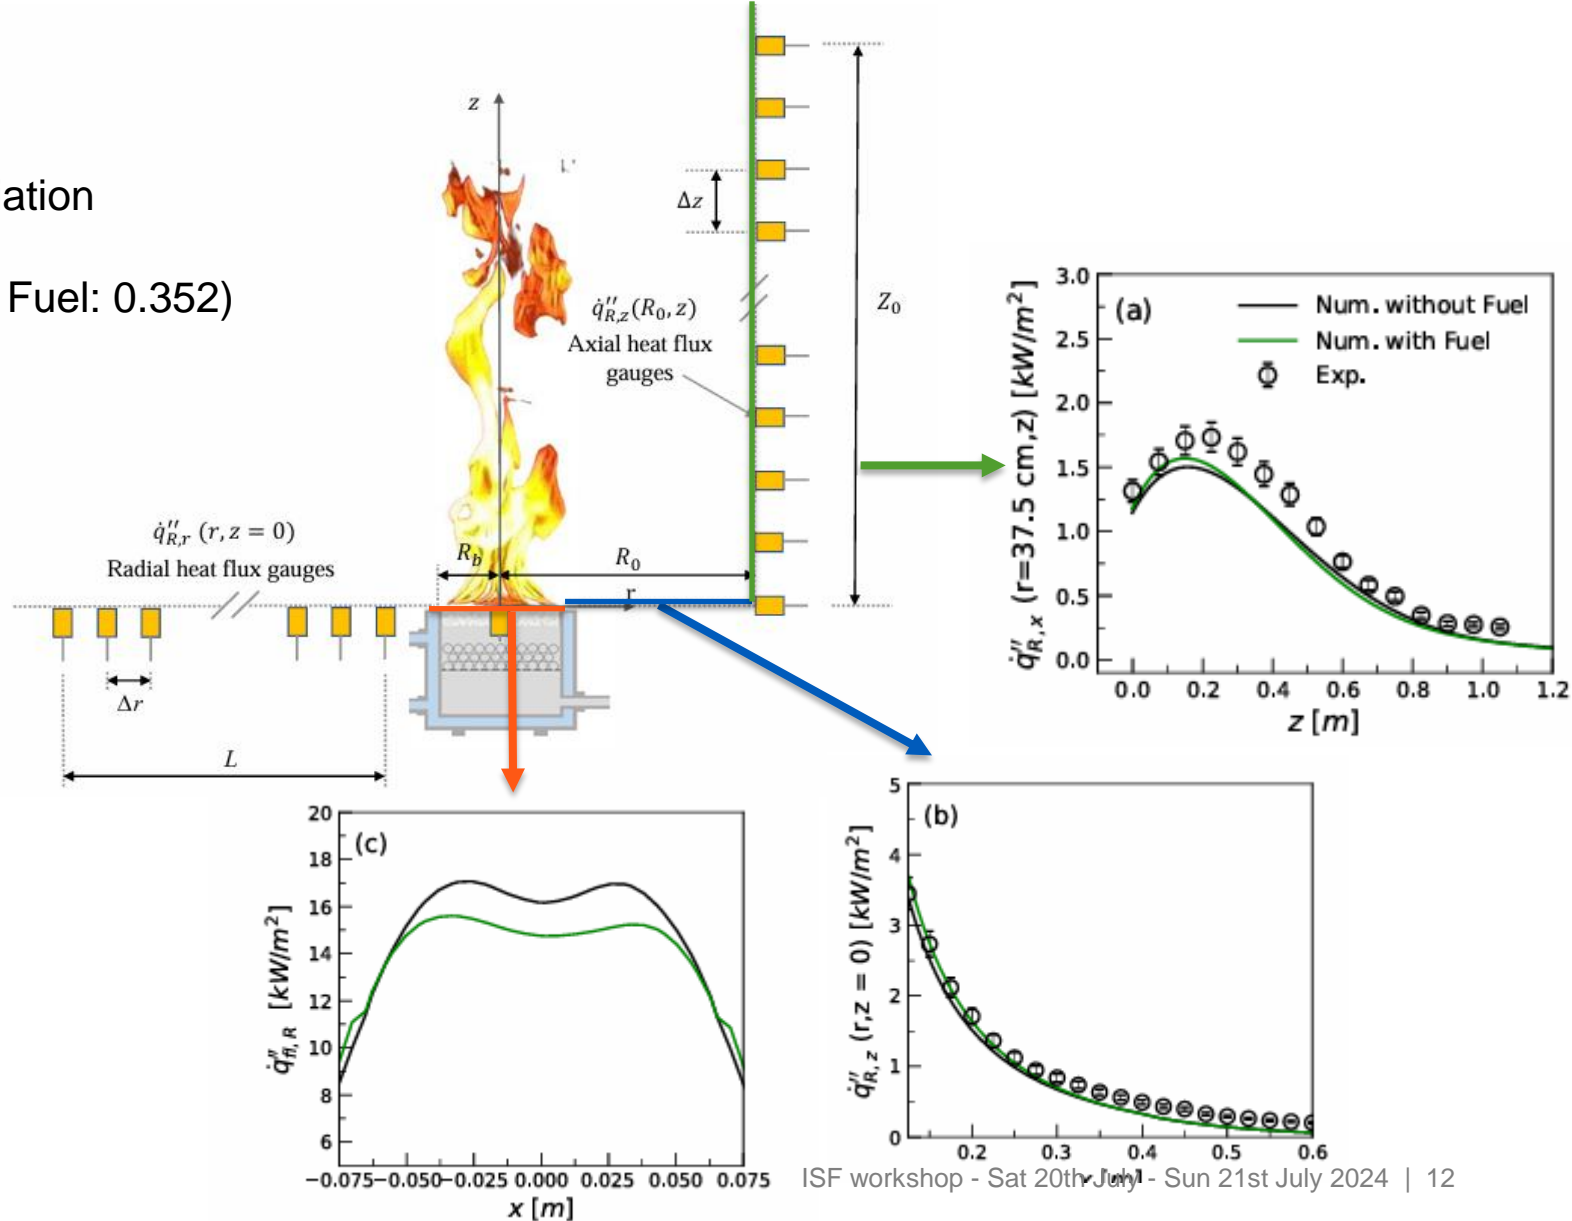 ation
Fuel: 0.352)
z
Δz
Z₀
q̇″R,z(R₀, z)
Axial heat flux
gauges
q̇″R,r (r, z = 0)
Radial heat flux gauges
R_b
R₀
r
Δr
L
(a)
Num. without Fuel
Num. with Fuel
Exp.
q̇″R,x (r=37.5 cm,z) [kW/m²]
3.0
2.5
2.0
1.5
1.0
0.5
0.0
0.0 0.2 0.4 0.6 0.8 1.0 1.2
z [m]
(c)
q̇″fl,R [kW/m²]
20
18
16
14
12
10
8
6
−0.075 −0.050 −0.025 0.000 0.025 0.050 0.075
x [m]
(b)
q̇″R,z (r,z = 0) [kW/m²]
5
4
3
2
1
0
0.2 0.3 0.4 0.5 0.6
ISF workshop - Sat 20th July - Sun 21st July 2024 | 12